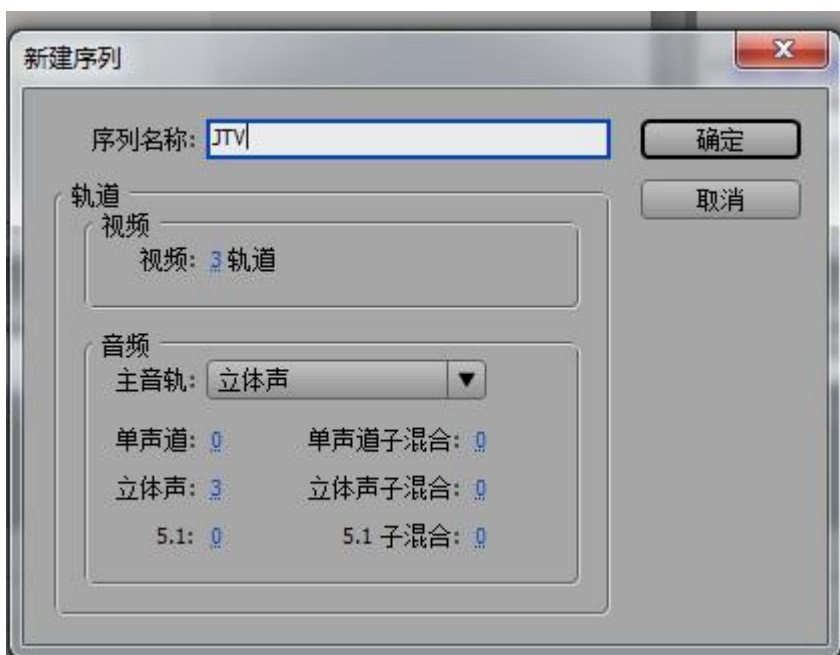 新建序列
序列名称: JTV
确定
取消
轨道
视频
视频: 3 轨道
音频
主音轨: 立体声
单声道: 0 单声道子混合: 0
立体声: 3 立体声子混合: 0
5.1: 0 5.1 子混合: 0